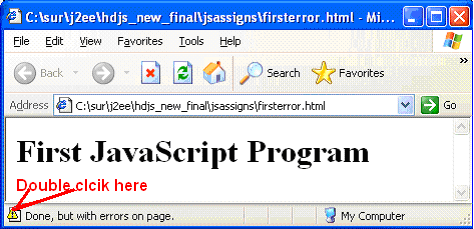 C:\sur\j2ee\hdjs_new_final\jsassigns\firsterror.html - Mi...
File Edit View Favorites Tools Help
Back Search Favorites
Address C:\sur\j2ee\hdjs_new_final\jsassigns\firsterror.html Go
First JavaScript Program
Double clcik here
Done, but with errors on page. My Computer